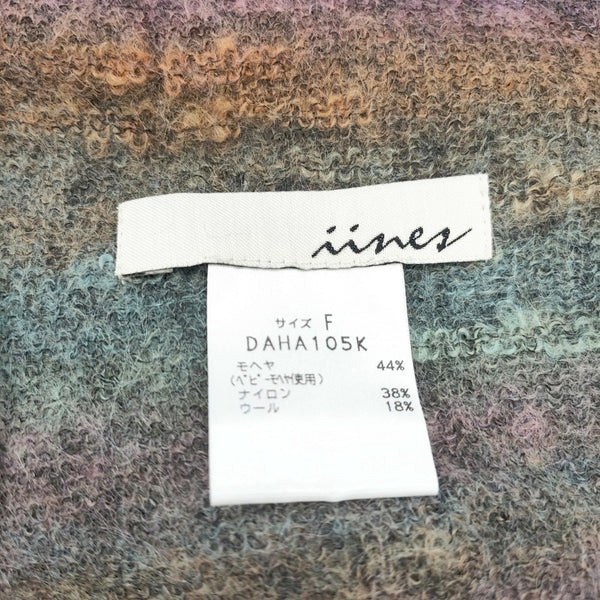 iines
サイズ F
DAHA105K
モヘヤ 44%
(ベビーモヘヤ使用)
ナイロン 38%
ウール 18%